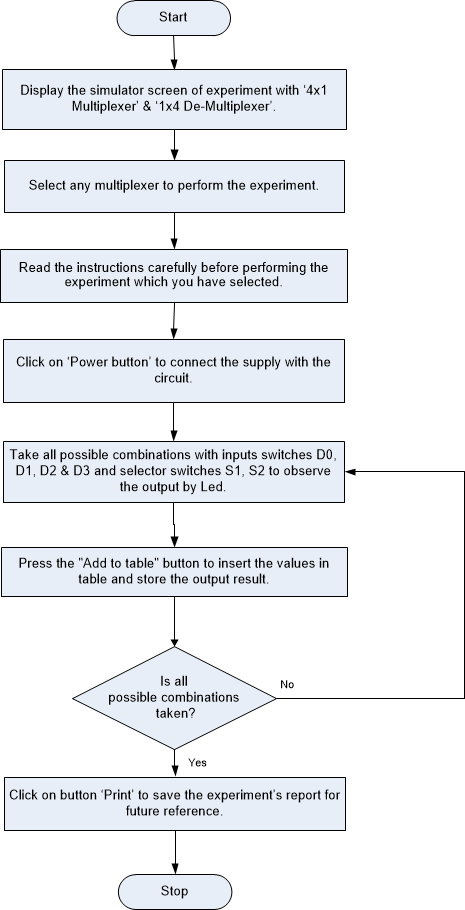 Start
Display the simulator screen of experiment with ‘4x1
Multiplexer’ & ‘1x4 De-Multiplexer’.
Select any multiplexer to perform the experiment.
Read the instructions carefully before performing the
experiment which you have selected.
Click on ‘Power button’ to connect the supply with the
circuit.
Take all possible combinations with inputs switches D0,
D1, D2 & D3 and selector switches S1, S2 to observe
the output by Led.
Press the "Add to table" button to insert the values in
table and store the output result.
Is all
possible combinations
taken?
No
Yes
Click on button ‘Print’ to save the experiment’s report for
future reference.
Stop